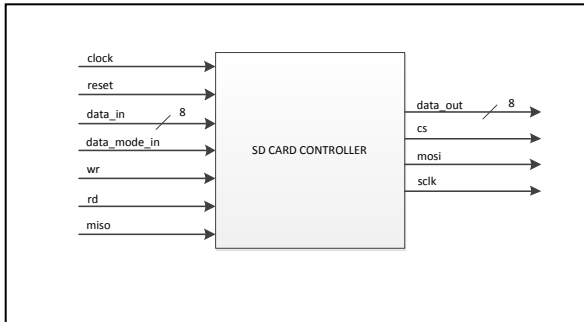 clock
reset
data_in 8
data_mode_in
wr
rd
miso
SD CARD CONTROLLER
data_out 8
cs
mosi
sclk